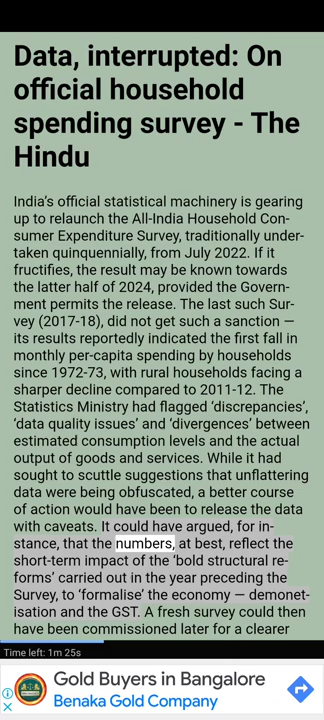 Data, interrupted: On
official household
spending survey - The
Hindu
India's official statistical machinery is gearing
up to relaunch the All-India Household Con-
sumer Expenditure Survey, traditionally under-
taken quinquennially, from July 2022. If it
fructifies, the result may be known towards
the latter half of 2024, provided the Govern-
ment permits the release. The last such Sur-
vey (2017-18), did not get such a sanction —
its results reportedly indicated the first fall in
monthly per-capita spending by households
since 1972-73, with rural households facing a
sharper decline compared to 2011-12. The
Statistics Ministry had flagged 'discrepancies',
'data quality issues' and 'divergences' between
estimated consumption levels and the actual
output of goods and services. While it had
sought to scuttle suggestions that unflattering
data were being obfuscated, a better course
of action would have been to release the data
with caveats. It could have argued, for in-
stance, that the numbers, at best, reflect the
short-term impact of the 'bold structural re-
forms' carried out in the year preceding the
Survey, to 'formalise' the economy — demonet-
isation and the GST. A fresh survey could then
have been commissioned later for a clearer
Time left: 1m 25s
Gold Buyers in Bangalore
Benaka Gold Company